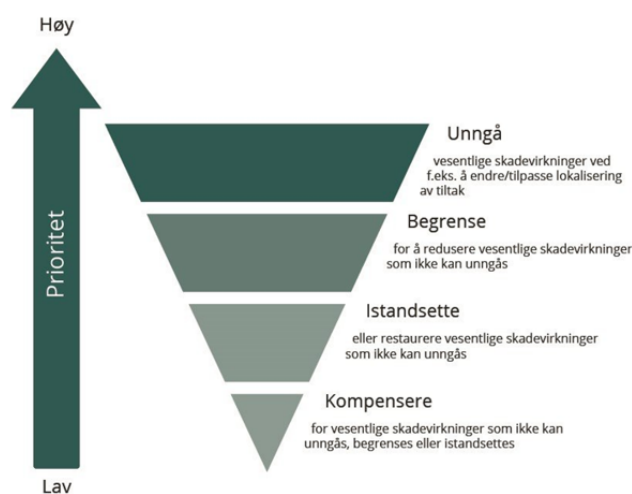 Høy
Prioritet
Lav
Unngå
vesentlige skadevirkninger ved
f.eks. å endre/tilpasse lokalisering
av tiltak
Begrense
for å redusere vesentlige skadevirkninger
som ikke kan unngås
Istandsette
eller restaurere vesentlige skadevirkninger
som ikke kan unngås
Kompensere
for vesentlige skadevirkninger som ikke kan
unngås, begrenses eller istandsettes